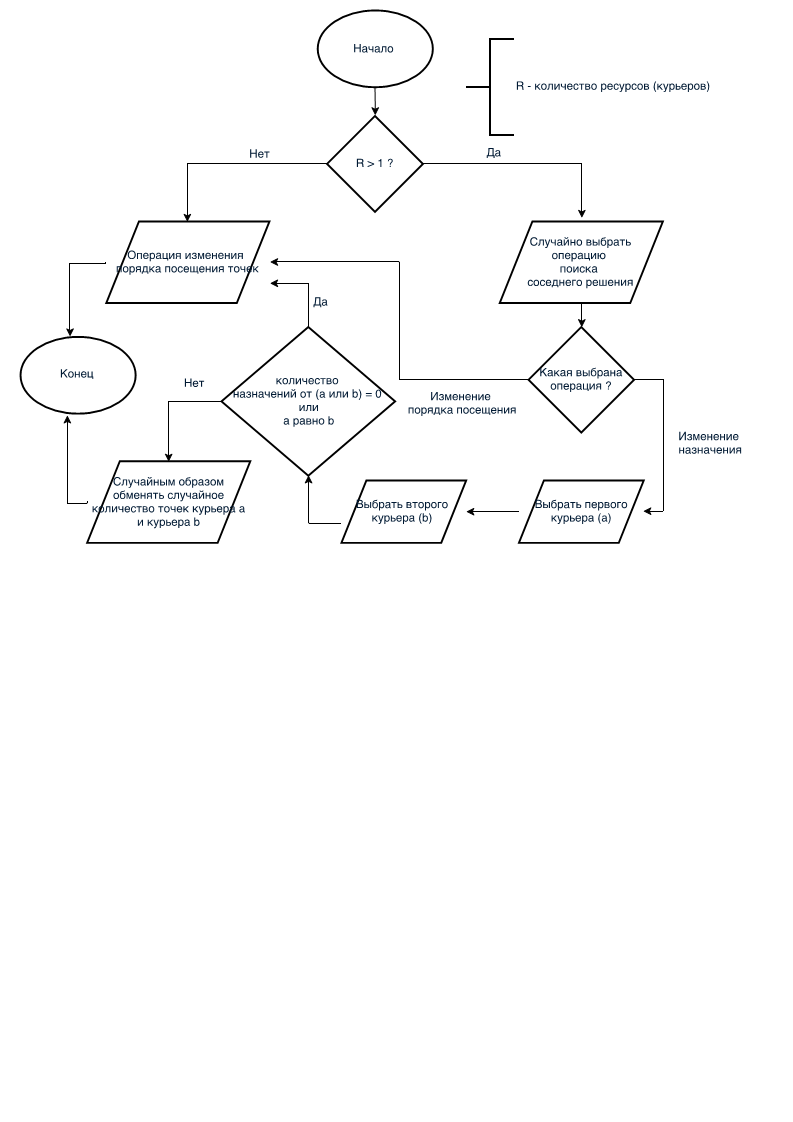 Начало
R - количество ресурсов (курьеров)
R > 1 ?
Нет
Да
Операция изменения
порядка посещения точек
Случайно выбрать
операцию
поиска
соседнего решения
Да
Конец
Какая выбрана
операция ?
количество
назначений от (a или b) = 0
или
a равно b
Нет
Изменение
порядка посещения
Изменение
назначения
Случайным образом
обменять случайное
количество точек курьера a
и курьера b
Выбрать второго
курьера (b)
Выбрать первого
курьера (a)